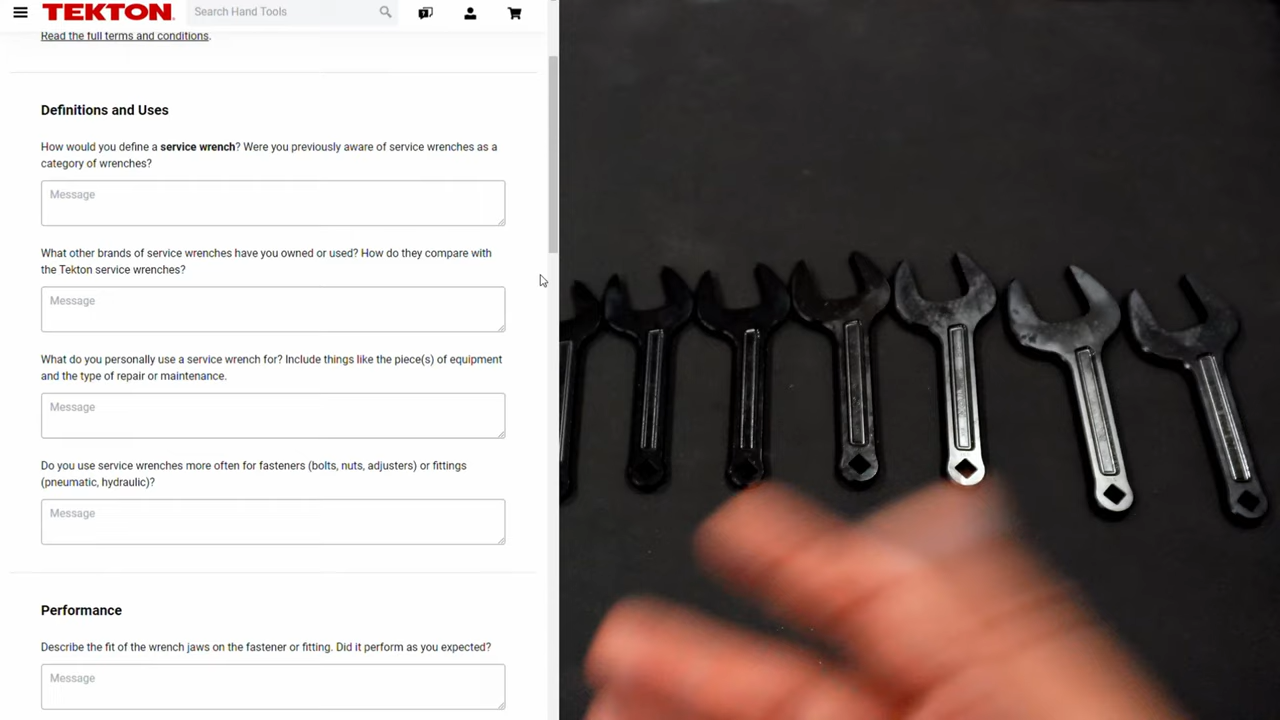 TEKTON
Search Hand Tools
Read the full terms and conditions.
Definitions and Uses
How would you define a service wrench? Were you previously aware of service wrenches as a
category of wrenches?
Message
What other brands of service wrenches have you owned or used? How do they compare with
the Tekton service wrenches?
Message
What do you personally use a service wrench for? Include things like the piece(s) of equipment
and the type of repair or maintenance.
Message
Do you use service wrenches more often for fasteners (bolts, nuts, adjusters) or fittings
(pneumatic, hydraulic)?
Message
Performance
Describe the fit of the wrench jaws on the fastener or fitting. Did it perform as you expected?
Message